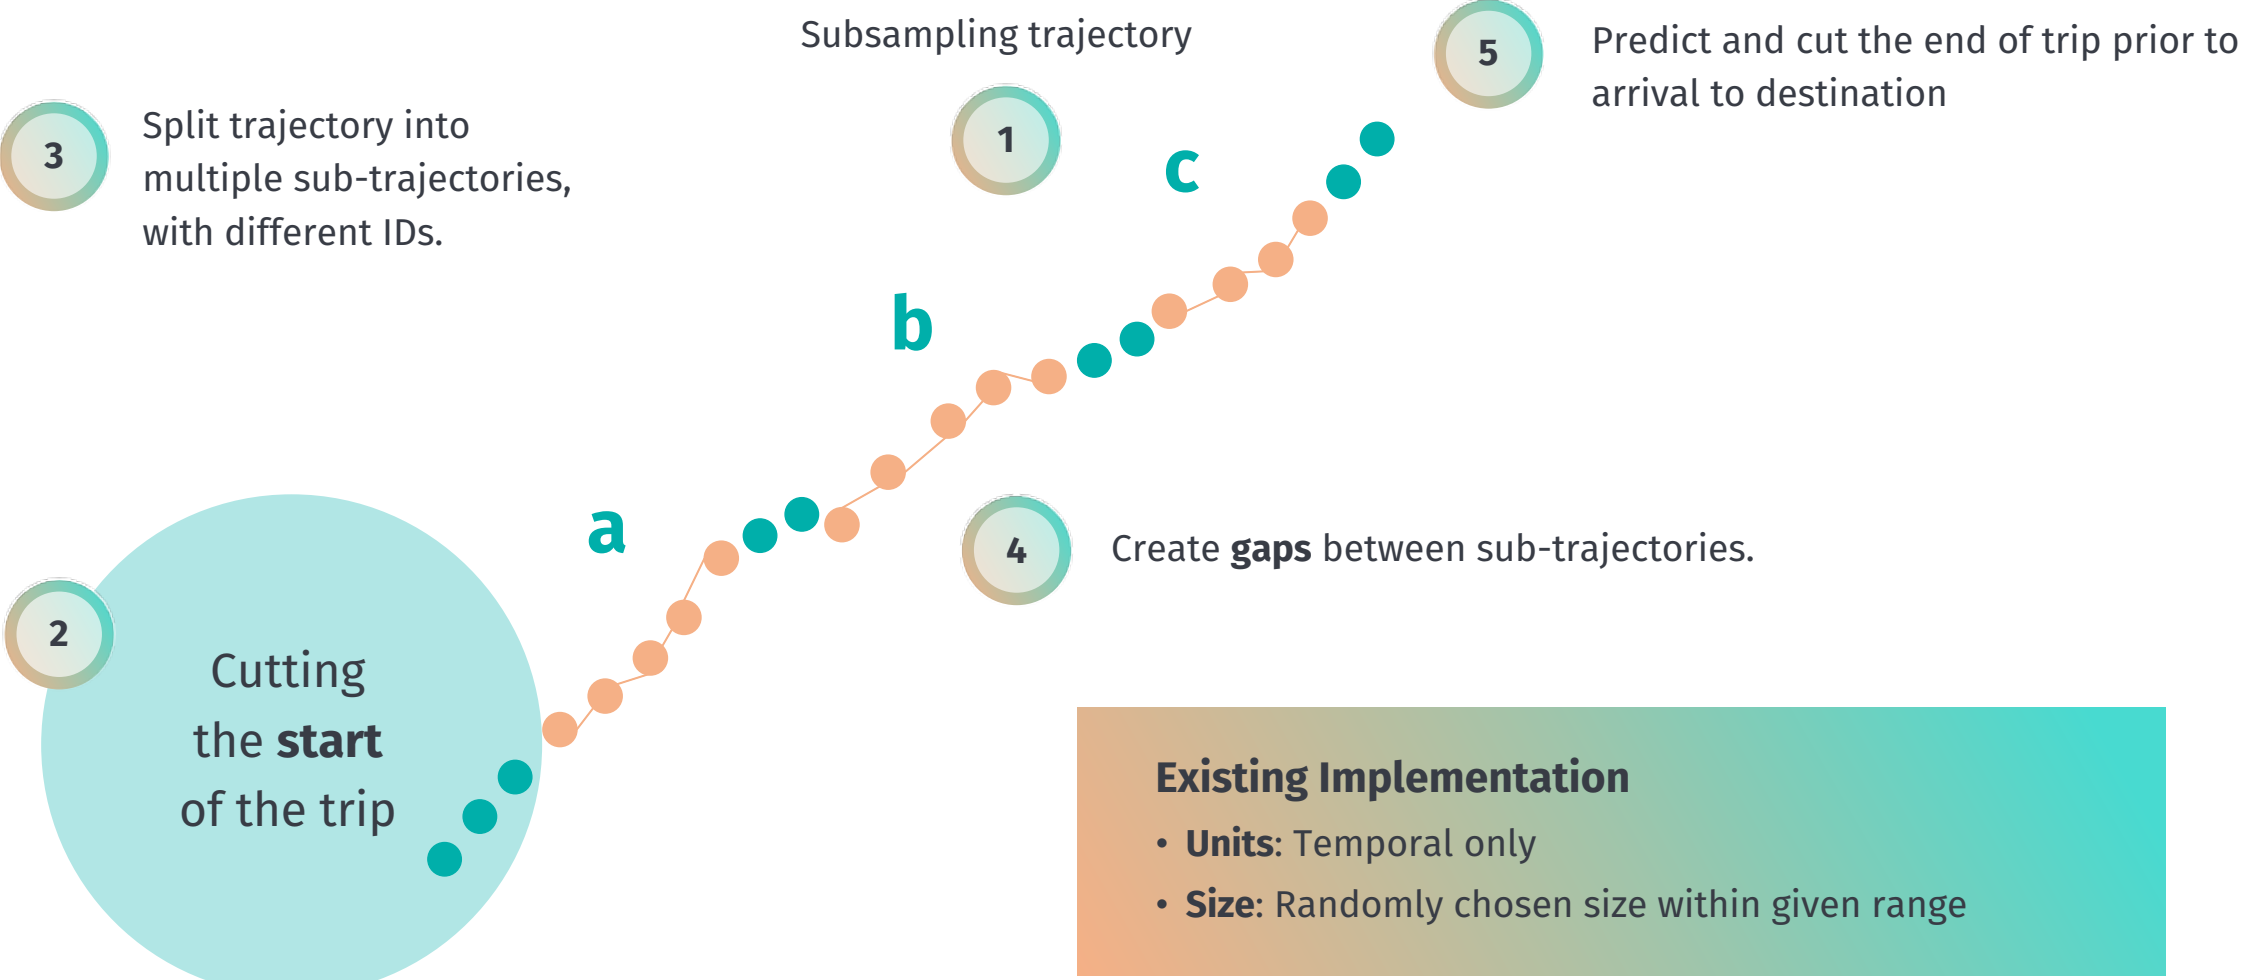 Subsampling trajectory
1
5
Predict and cut the end of trip prior to
arrival to destination
3
Split trajectory into
multiple sub-trajectories,
with different IDs.
c
b
a
4
Create gaps between sub-trajectories.
2
Cutting
the start
of the trip
Existing Implementation
• Units: Temporal only
• Size: Randomly chosen size within given range